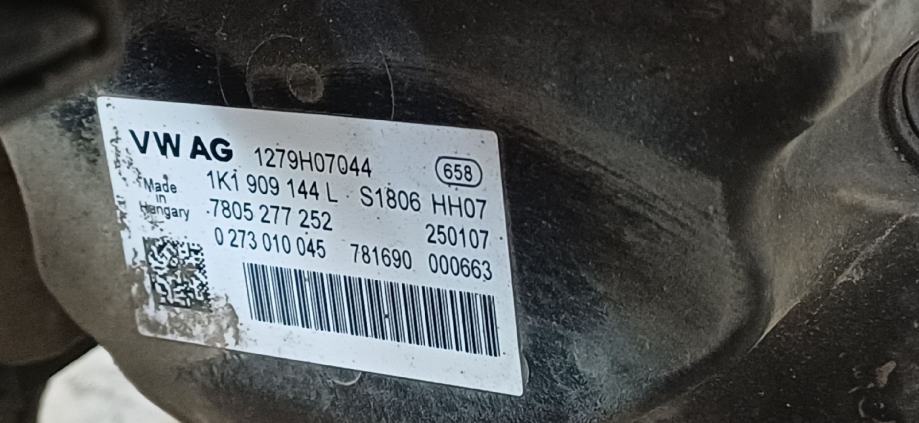 VW AG 1279H07044 658
1K1 909 144 L S1806 HH07
Made in Hungary
7805 277 252 250107
0 273 010 045 781690 000663